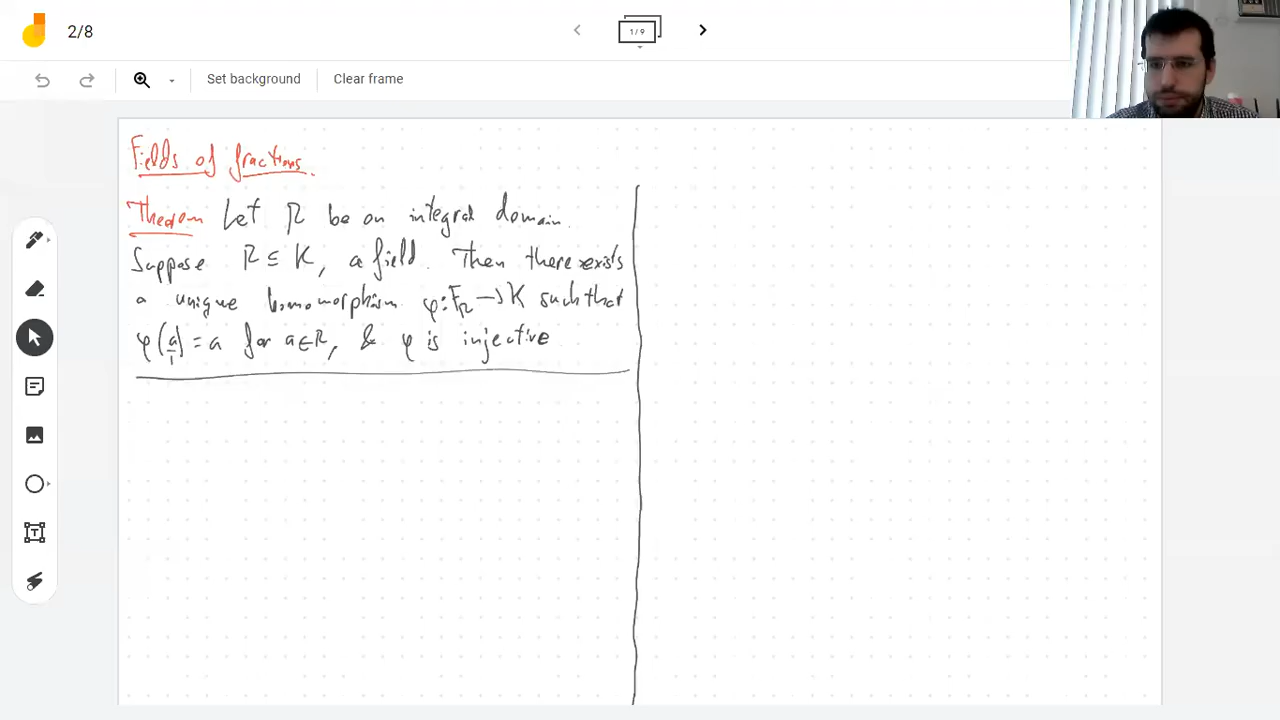 2/8
1/9
Set background
Clear frame
Fields of fractions.
Theorem Let R be an integral domain.
Suppose R ⊆ K, a field. Then there exists
a unique homomorphism φ: F_R → K such that
φ(a/1) = a for a ∈ R, & φ is injective
T